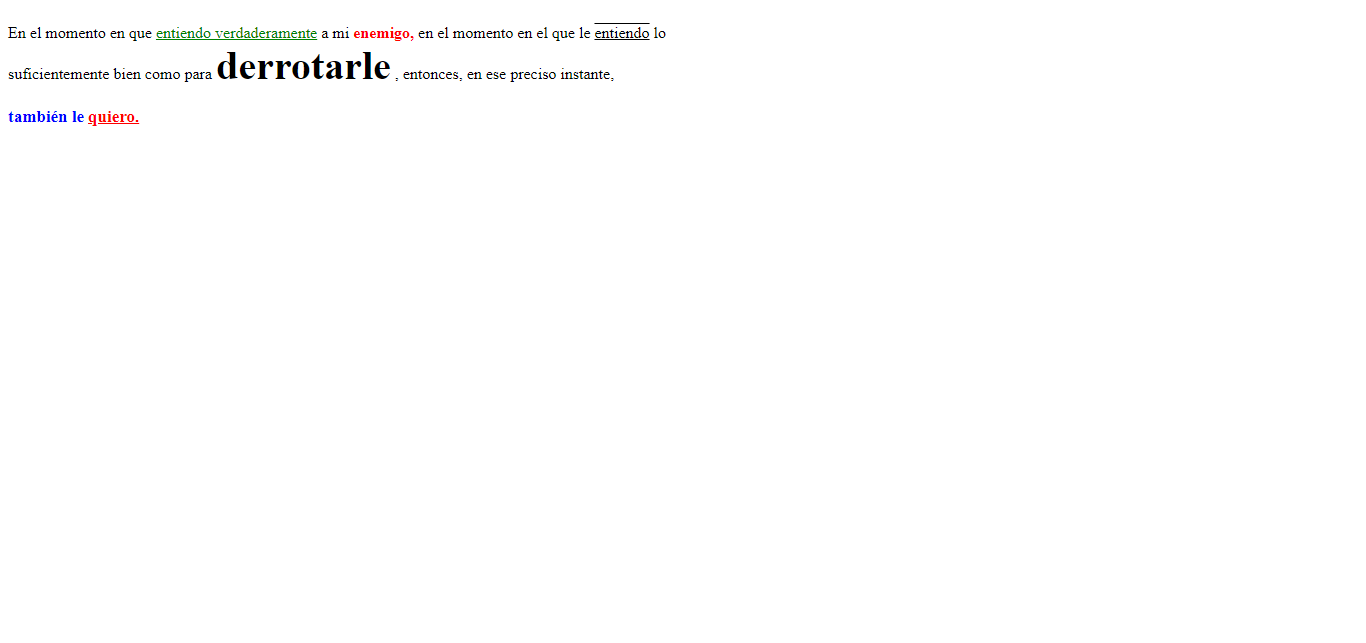 En el momento en que entiendo verdaderamente a mi enemigo, en el momento en el que le entiendo lo
suficientemente bien como para derrotarle , entonces, en ese preciso instante,
también le quiero.